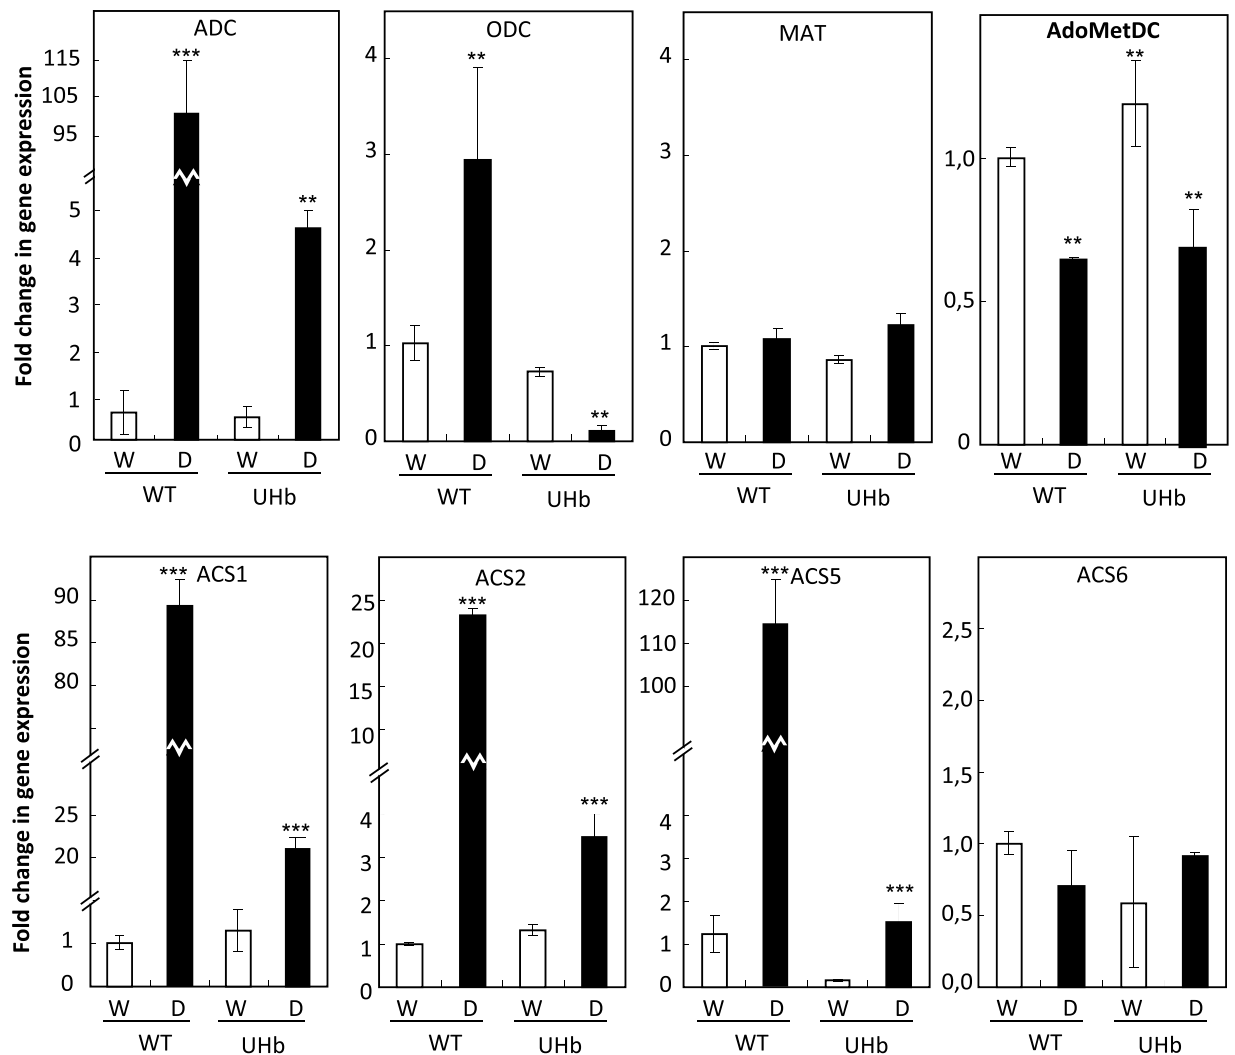 ADC
ODC
MAT
AdoMetDC
Fold change in gene expression
115
105
95
5
4
3
2
1
0
***
**
4
3
2
1
0
**
**
4
3
2
1
0
1,0
0,5
0
**
**
**
W D W D
WT UHb
W D W D
WT UHb
W D W D
WT UHb
W D W D
WT UHb
ACS1
ACS2
ACS5
ACS6
Fold change in gene expression
90
85
80
25
20
1
0
***
***
25
20
15
10
4
3
2
1
0
***
***
120
110
100
4
3
2
1
0
***
***
2,5
2,0
1,5
1,0
0,5
0,0
W D W D
WT UHb
W D W D
WT UHb
W D W D
WT UHb
W D W D
WT UHb